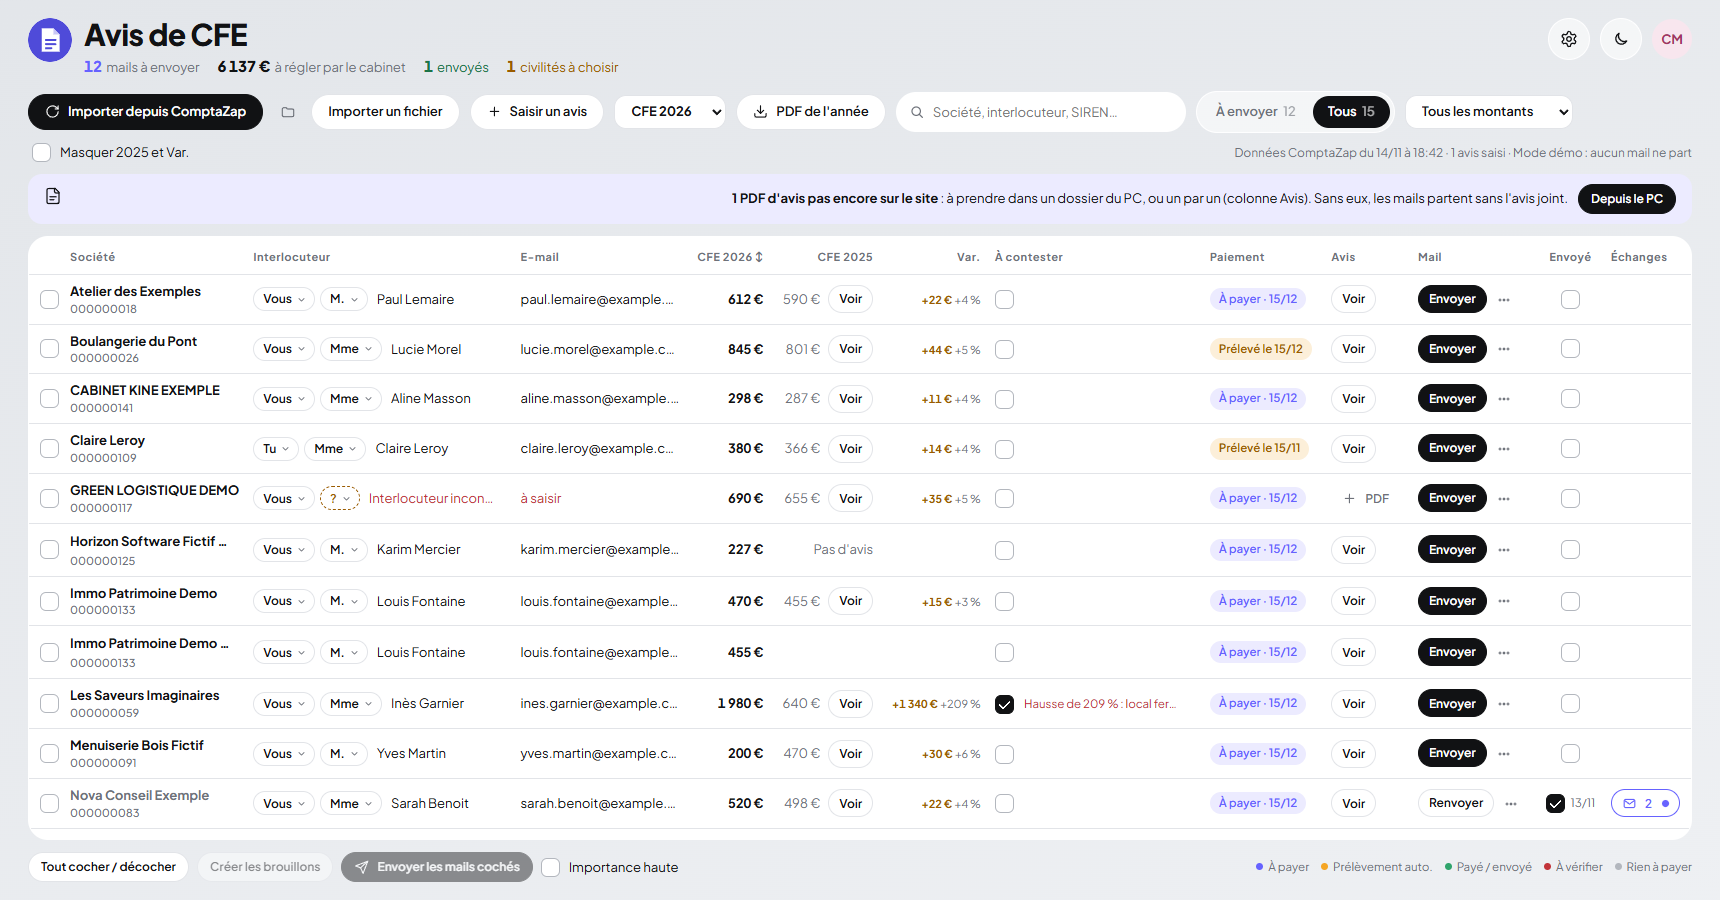 Avis de CFE
12 mails à envoyer 6 137 € à régler par le cabinet 1 envoyés 1 civilités à choisir
CM
Importer depuis ComptaZap Importer un fichier + Saisir un avis CFE 2026 PDF de l'année Société, interlocuteur, SIREN... À envoyer 12 Tous 15 Tous les montants
Masquer 2025 et Var. Données ComptaZap du 14/11 à 18:42 · 1 avis saisi · Mode démo : aucun mail ne part
1 PDF d'avis pas encore sur le site : à prendre dans un dossier du PC, ou un par un (colonne Avis). Sans eux, les mails partent sans l'avis joint. Depuis le PC
Société Interlocuteur E-mail CFE 2026 CFE 2025 Var. À contester Paiement Avis Mail Envoyé Échanges
Atelier des Exemples Vous M. Paul Lemaire paul.lemaire@example.... 612 € 590 € Voir +22 € +4 % À payer · 15/12 Voir Envoyer ...
000000018
Boulangerie du Pont Vous Mme Lucie Morel lucie.morel@example.c... 845 € 801 € Voir +44 € +5 % Prélevé le 15/12 Voir Envoyer ...
000000026
CABINET KINE EXEMPLE Vous Mme Aline Masson aline.masson@example.... 298 € 287 € Voir +11 € +4 % À payer · 15/12 Voir Envoyer ...
000000141
Claire Leroy Tu Mme Claire Leroy claire.leroy@example.c... 380 € 366 € Voir +14 € +4 % Prélevé le 15/11 Voir Envoyer ...
000000109
GREEN LOGISTIQUE DEMO Vous ? Interlocuteur incon... à saisir 690 € 655 € Voir +35 € +5 % À payer · 15/12 + PDF Envoyer ...
000000117
Horizon Software Fictif ... Vous M. Karim Mercier karim.mercier@example... 227 € Pas d'avis À payer · 15/12 Voir Envoyer ...
000000125
Immo Patrimoine Demo Vous M. Louis Fontaine louis.fontaine@example... 470 € 455 € Voir +15 € +3 % À payer · 15/12 Voir Envoyer ...
000000133
Immo Patrimoine Demo ... Vous M. Louis Fontaine louis.fontaine@example... 455 € À payer · 15/12 Voir Envoyer ...
000000133
Les Saveurs Imaginaires Vous Mme Inès Garnier ines.garnier@example.c... 1 980 € 640 € Voir +1 340 € +209 % Hausse de 209 % : local fer... À payer · 15/12 Voir Envoyer ...
000000059
Menuiserie Bois Fictif Vous M. Yves Martin yves.martin@example.c... 200 € 470 € Voir +30 € +6 % À payer · 15/12 Voir Envoyer ...
000000091
Nova Conseil Exemple Vous Mme Sarah Benoit sarah.benoit@example.... 520 € 498 € Voir +22 € +4 % À payer · 15/12 Voir Renvoyer ... 13/11 2
000000083
Tout cocher / décocher Créer les brouillons Envoyer les mails cochés Importance haute À payer Prélèvement auto. Payé / envoyé À vérifier Rien à payer